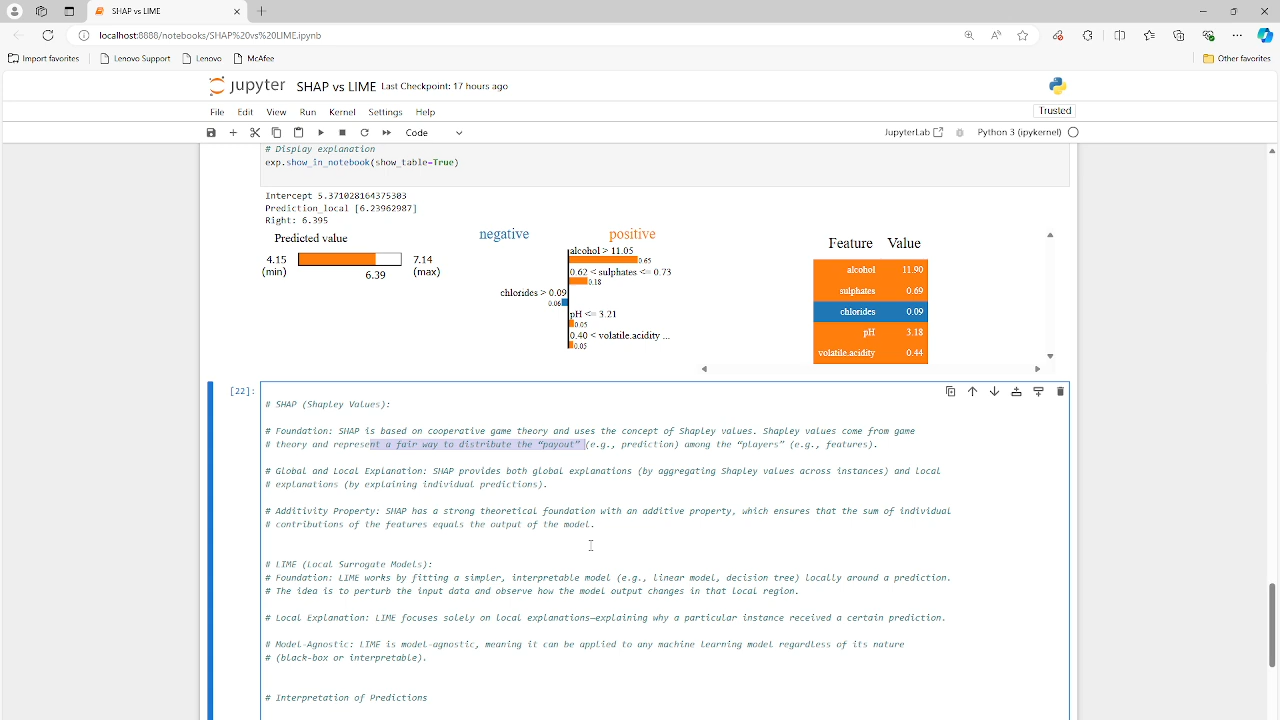 SHAP vs LIME
localhost:8888/notebooks/SHAP%20vs%20LIME.ipynb
Import favorites
Lenovo Support
Lenovo
McAfee
Other favorites
jupyter SHAP vs LIME Last Checkpoint: 17 hours ago
File Edit View Run Kernel Settings Help
Trusted
Code
JupyterLab
Python 3 (ipykernel)
# Display explanation
exp.show_in_notebook(show_table=True)
Intercept 5.371028164375303
Prediction_local [6.23962987]
Right: 6.395
Predicted value
4.15
(min)
7.14
(max)
6.39
negative
positive
alcohol > 11.05
0.65
0.62 < sulphates <= 0.73
0.18
chlorides > 0.09
0.06
pH <= 3.21
0.05
0.40 < volatile.acidity ...
0.05
Feature Value
alcohol 11.90
sulphates 0.69
chlorides 0.09
pH 3.18
volatile.acidity 0.44
[22]:
# SHAP (Shapley Values):
# Foundation: SHAP is based on cooperative game theory and uses the concept of Shapley values. Shapley values come from game
# theory and represent a fair way to distribute the “payout” (e.g., prediction) among the “players” (e.g., features).
# Global and Local Explanation: SHAP provides both global explanations (by aggregating Shapley values across instances) and local
# explanations (by explaining individual predictions).
# Additivity Property: SHAP has a strong theoretical foundation with an additive property, which ensures that the sum of individual
# contributions of the features equals the output of the model.
# LIME (Local Surrogate Models):
# Foundation: LIME works by fitting a simpler, interpretable model (e.g., linear model, decision tree) locally around a prediction.
# The idea is to perturb the input data and observe how the model output changes in that local region.
# Local Explanation: LIME focuses solely on local explanations—explaining why a particular instance received a certain prediction.
# Model-Agnostic: LIME is model-agnostic, meaning it can be applied to any machine learning model regardless of its nature
# (black-box or interpretable).
# Interpretation of Predictions